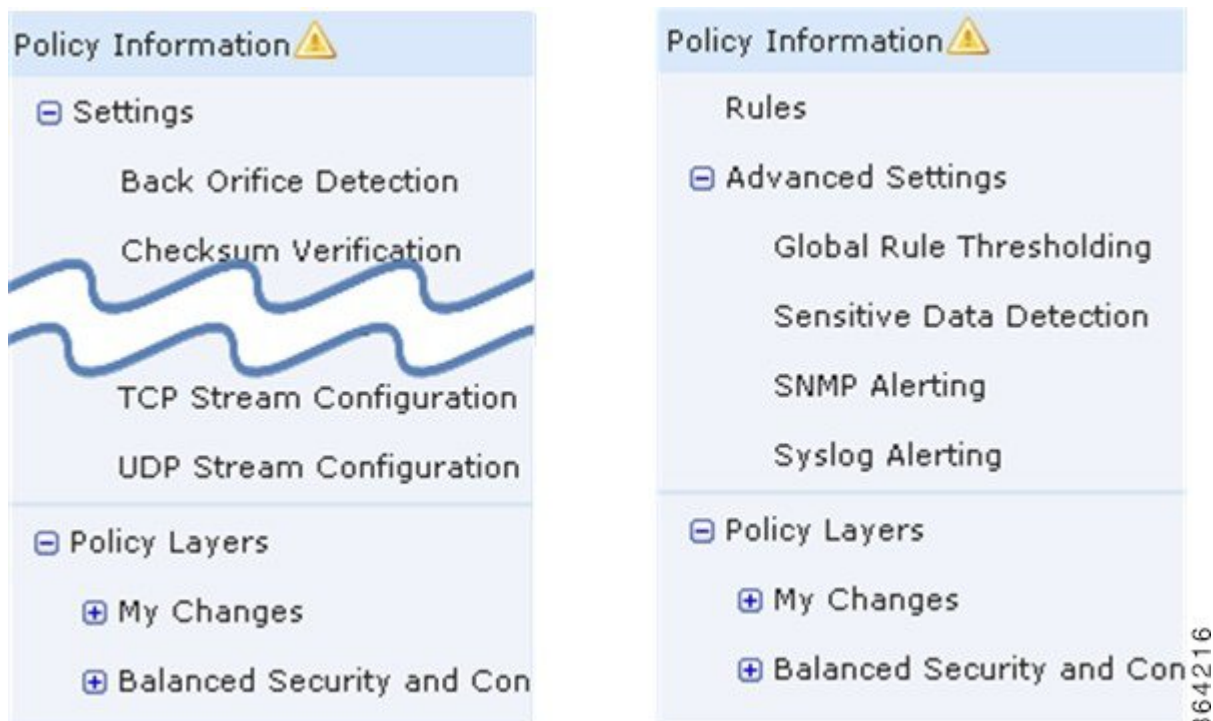 Policy Information
Settings
Back Orifice Detection
Checksum Verification
TCP Stream Configuration
UDP Stream Configuration
Policy Layers
My Changes
Balanced Security and Con
Policy Information
Rules
Advanced Settings
Global Rule Thresholding
Sensitive Data Detection
SNMP Alerting
Syslog Alerting
Policy Layers
My Changes
Balanced Security and Con